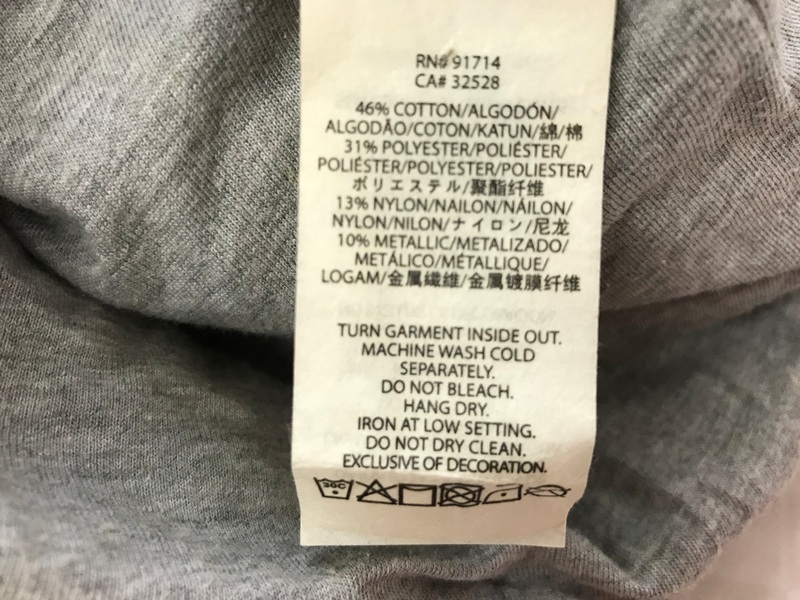 RN# 91714
CA# 32528
46% COTTON/ALGODÓN/
ALGODÃO/COTON/KATUN/綿/棉
31% POLYESTER/POLIÉSTER/
POLIÉSTER/POLYESTER/POLIESTER/
ポリエステル/聚酯纤维
13% NYLON/NAILON/NÁILON/
NYLON/NILON/ナイロン/尼龙
10% METALLIC/METALIZADO/
METÁLICO/MÉTALLIQUE/
LOGAM/金属繊維/金属镀膜纤维
TURN GARMENT INSIDE OUT.
MACHINE WASH COLD
SEPARATELY.
DO NOT BLEACH.
HANG DRY.
IRON AT LOW SETTING.
DO NOT DRY CLEAN.
EXCLUSIVE OF DECORATION.
30C